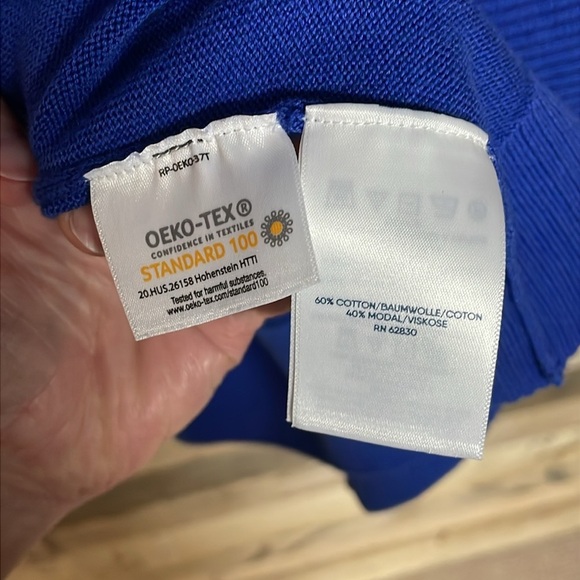 RP-OEKO37T
OEKO-TEX®
CONFIDENCE IN TEXTILES
STANDARD 100
20.HUS.26158 Hohenstein HTTI
Tested for harmful substances.
www.oeko-tex.com/standard100
60% COTTON/BAUMWOLLE/COTON
40% MODAL/VISKOSE
RN 62830